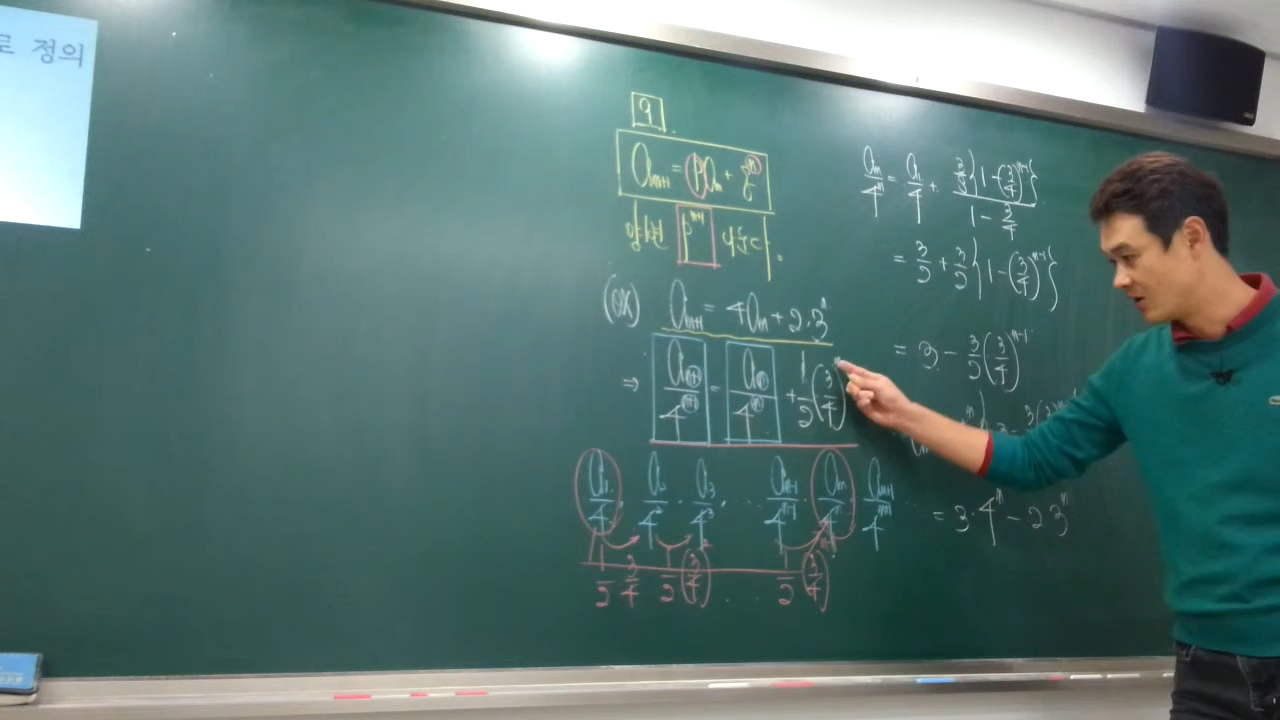 로 정의
9
a_{n+1} = p a_n + q^n
양변 p^{n+1} 나누다.
(ex) a_{n+1} = 4a_n + 2·3^n
⇒ a_{n+1}/4^{n+1} = a_n/4^n + 1/2 (3/4)^n
a_1/4, a_2/4^2, a_3/4^3, ... a_{n-1}/4^{n-1}, a_n/4^n, a_{n+1}/4^{n+1}
1/2 3/4 1/2 (3/4)^2 ... 1/2 (3/4)^{n-1}
a_n/4^n = a_1/4 +
{1-(3/4)^{n-1}}
1 - 3/4
= 3/2 + 3/2 {1-(3/4)^{n-1}}
= 3 - 3/2 (3/4)^{n-1}
= 3·4^n - 2·3^n